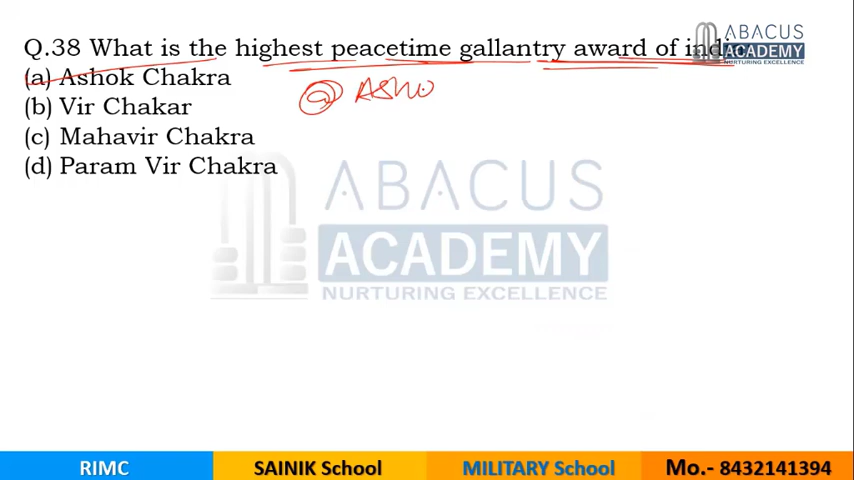 Q.38 What is the highest peacetime gallantry award of ind
(a) Ashok Chakra
(b) Vir Chakar
(c) Mahavir Chakra
(d) Param Vir Chakra
@ ASHO
ABACUS
ACADEMY
NURTURING EXCELLENCE
ABACUS
ACADEMY
NURTURING EXCELLENCE
RIMC SAINIK School MILITARY School Mo.- 8432141394